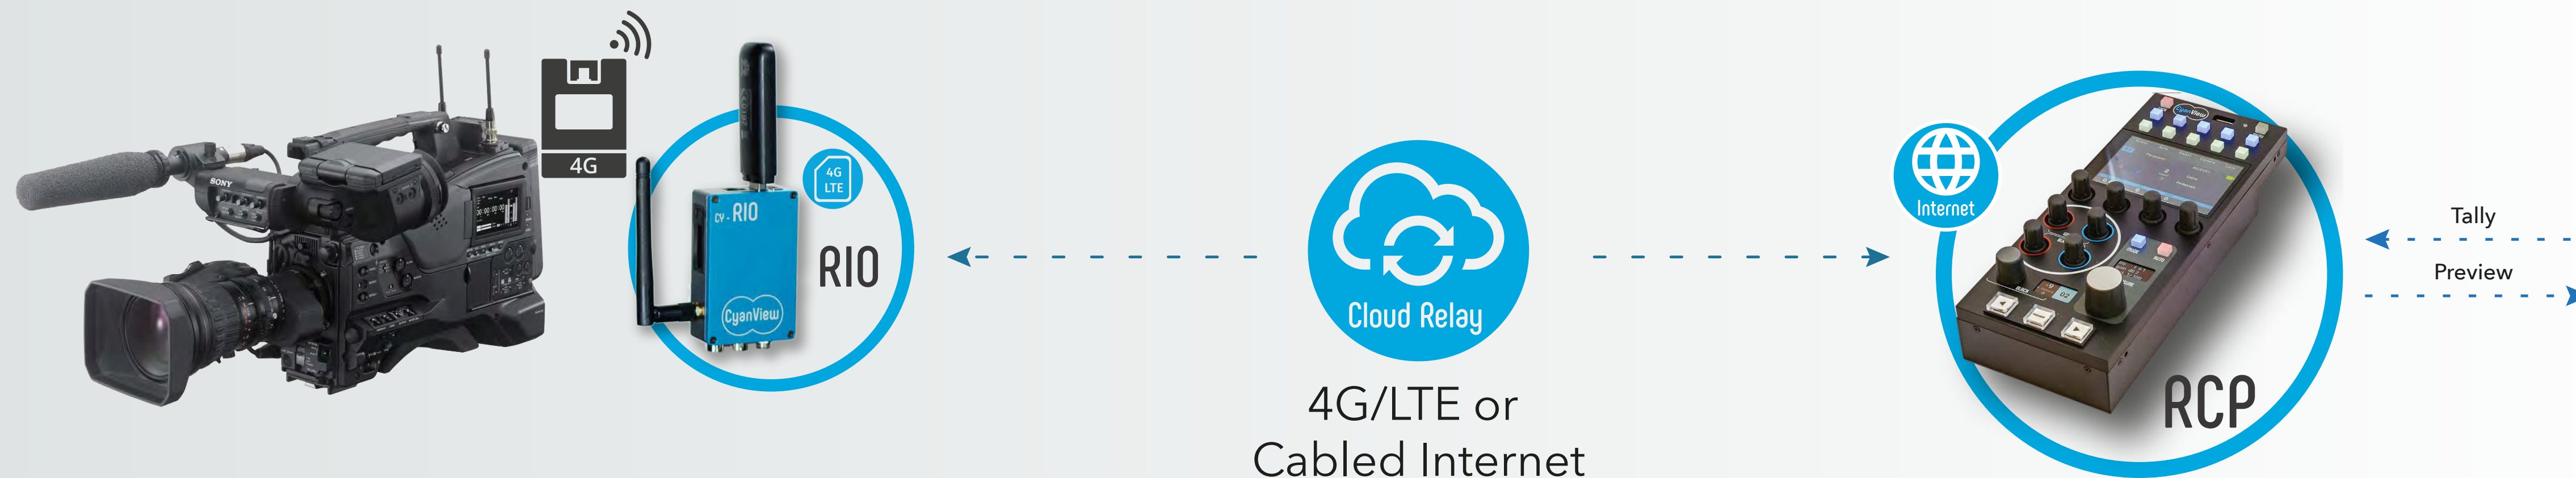 SONY
4G
CY-RIO
4G
LTE
RIO
CyanView
Cloud Relay
4G/LTE or
Cabled Internet
Internet
CyanView
RCP
Tally
Preview